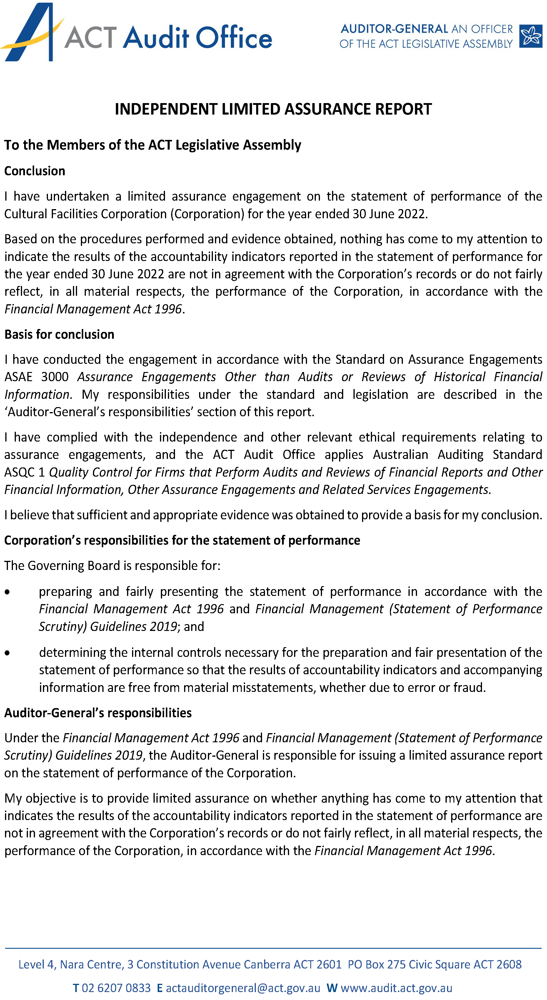 ACT Audit Office
AUDITOR-GENERAL AN OFFICER
OF THE ACT LEGISLATIVE ASSEMBLY
INDEPENDENT LIMITED ASSURANCE REPORT
To the Members of the ACT Legislative Assembly
Conclusion
I have undertaken a limited assurance engagement on the statement of performance of the
Cultural Facilities Corporation (Corporation) for the year ended 30 June 2022.
Based on the procedures performed and evidence obtained, nothing has come to my attention to
indicate the results of the accountability indicators reported in the statement of performance for
the year ended 30 June 2022 are not in agreement with the Corporation’s records or do not fairly
reflect, in all material respects, the performance of the Corporation, in accordance with the
Financial Management Act 1996.
Basis for conclusion
I have conducted the engagement in accordance with the Standard on Assurance Engagements
ASAE 3000 Assurance Engagements Other than Audits or Reviews of Historical Financial
Information. My responsibilities under the standard and legislation are described in the
‘Auditor-General’s responsibilities’ section of this report.
I have complied with the independence and other relevant ethical requirements relating to
assurance engagements, and the ACT Audit Office applies Australian Auditing Standard
ASQC 1 Quality Control for Firms that Perform Audits and Reviews of Financial Reports and Other
Financial Information, Other Assurance Engagements and Related Services Engagements.
I believe that sufficient and appropriate evidence was obtained to provide a basis for my conclusion.
Corporation’s responsibilities for the statement of performance
The Governing Board is responsible for:
• preparing and fairly presenting the statement of performance in accordance with the
Financial Management Act 1996 and Financial Management (Statement of Performance
Scrutiny) Guidelines 2019; and
• determining the internal controls necessary for the preparation and fair presentation of the
statement of performance so that the results of accountability indicators and accompanying
information are free from material misstatements, whether due to error or fraud.
Auditor-General’s responsibilities
Under the Financial Management Act 1996 and Financial Management (Statement of Performance
Scrutiny) Guidelines 2019, the Auditor-General is responsible for issuing a limited assurance report
on the statement of performance of the Corporation.
My objective is to provide limited assurance on whether anything has come to my attention that
indicates the results of the accountability indicators reported in the statement of performance are
not in agreement with the Corporation’s records or do not fairly reflect, in all material respects, the
performance of the Corporation, in accordance with the Financial Management Act 1996.
Level 4, Nara Centre, 3 Constitution Avenue Canberra ACT 2601 PO Box 275 Civic Square ACT 2608
T 02 6207 0833 E actauditorgeneral@act.gov.au W www.audit.act.gov.au